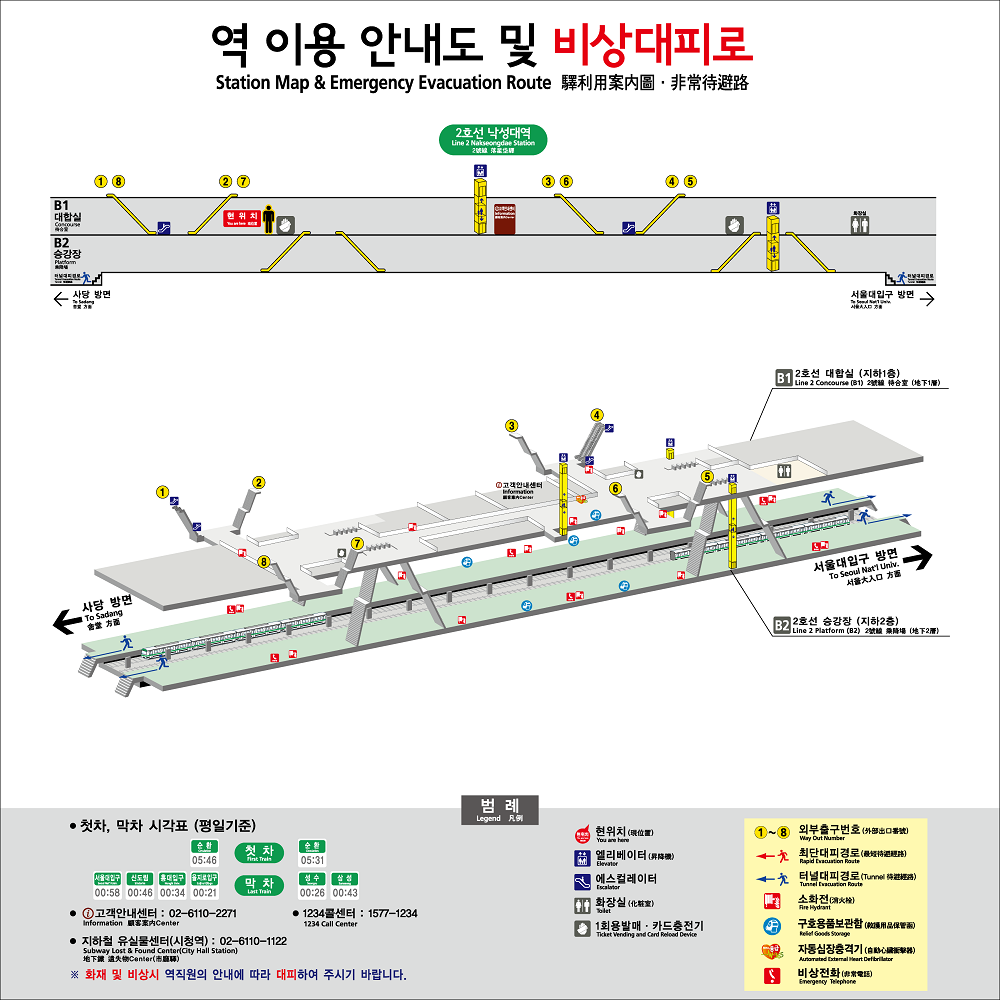 역 이용 안내도 및 비상대피로
Station Map & Emergency Evacuation Route 驛利用案內圖 · 非常待避路
2호선 낙성대역
Line 2 Nakseongdae Station
2號線 落星垈驛
① ⑧ ② ⑦ ③ ⑥ ④ ⑤
B1
대합실
Concourse
待合室
현 위 치
You are here 現位置
고객안내센터
Information
화장실
B2
승강장
Platform
乘降場
터널대피경로
터널대피경로
사당 방면
To Sadang
舍堂 方面
서울대입구 방면
To Seoul Nat'l Univ.
서울大入口 方面
B1 2호선 대합실 (지하1층)
Line 2 Concourse (B1) 2號線 待合室 (地下1層)
④
③
②
①
고객안내센터
Information
顧客案內Center
⑤
⑥
⑦
⑧
서울대입구 방면
To Seoul Nat'l Univ.
서울大入口 方面
사당 방면
To Sadang
舍堂 方面
B2 2호선 승강장 (지하2층)
Line 2 Platform (B2) 2號線 乘降場 (地下2層)
범 례
Legend 凡例
● 첫차, 막차 시각표 (평일기준)
순 환 첫 차 순 환
05:46 First Train 05:31
서울대입구 신도림 홍대입구 을지로입구 막 차 성 수 삼 성
00:58 00:46 00:34 00:21 Last Train 00:26 00:43
● 고객안내센터 : 02-6110-2271
Information 顧客案內Center
● 1234콜센터 : 1577-1234
1234 Call Center
● 지하철 유실물센터(시청역) : 02-6110-1122
Subway Lost & Found Center(City Hall Station)
地下鐵 遺失物Center(市廳驛)
※ 화재 및 비상시 역직원의 안내에 따라 대피하여 주시기 바랍니다.
현위치(現位置)
You are here
엘리베이터(昇降機)
Elevator
에스컬레이터
Escalator
화장실(化粧室)
Toilet
1회용발매 · 카드충전기
Ticket Vending and Card Reload Device
①~⑧ 외부출구번호(外部出口番號)
Way Out Number
최단대피경로(最短待避經路)
Rapid Evacuation Route
터널대피경로(Tunnel 待避經路)
Tunnel Evacuation Route
소화전(消火栓)
Fire Hydrant
구호용품보관함(救護用品保管函)
Relief Goods Storage
자동심장충격기(自動心臟衝擊器)
Automated External Heart Defibrillator
비상전화(非常電話)
Emergency Telephone